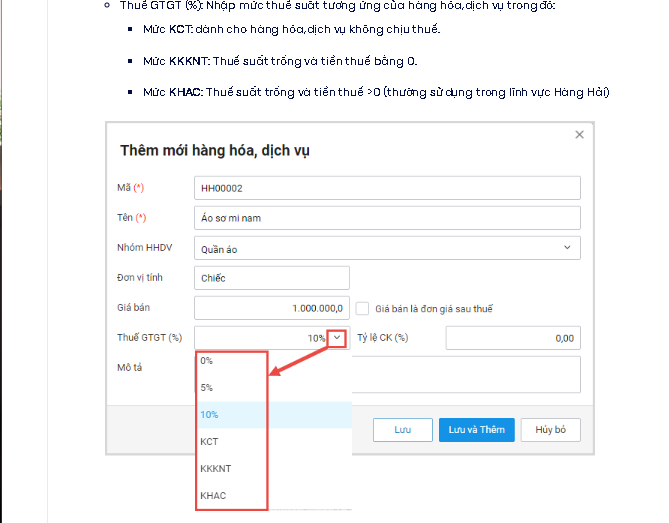 Thuế GTGT (%): Nhập mức thuế suất tương ứng của hàng hóa,dịch vụ trong đó:
Mức KCT: dành cho hàng hóa,dịch vụ không chịu thuế.
Mức KKKNT: Thuế suất trống và tiền thuế bằng 0.
Mức KHAC: Thuế suất trống và tiền thuế >0 (thường sử dụng trong lĩnh vực Hàng Hải)
Thêm mới hàng hóa, dịch vụ
Mã (*) HH00002
Tên (*) Áo sơ mi nam
Nhóm HHDV Quần áo
Đơn vị tính Chiếc
Giá bán 1.000.000,0 Giá bán là đơn giá sau thuế
Thuế GTGT (%) 10% Tỷ lệ CK (%) 0,00
Mô tả
0%
5%
10%
KCT
KKKNT
KHAC
Lưu Lưu và Thêm Hủy bỏ